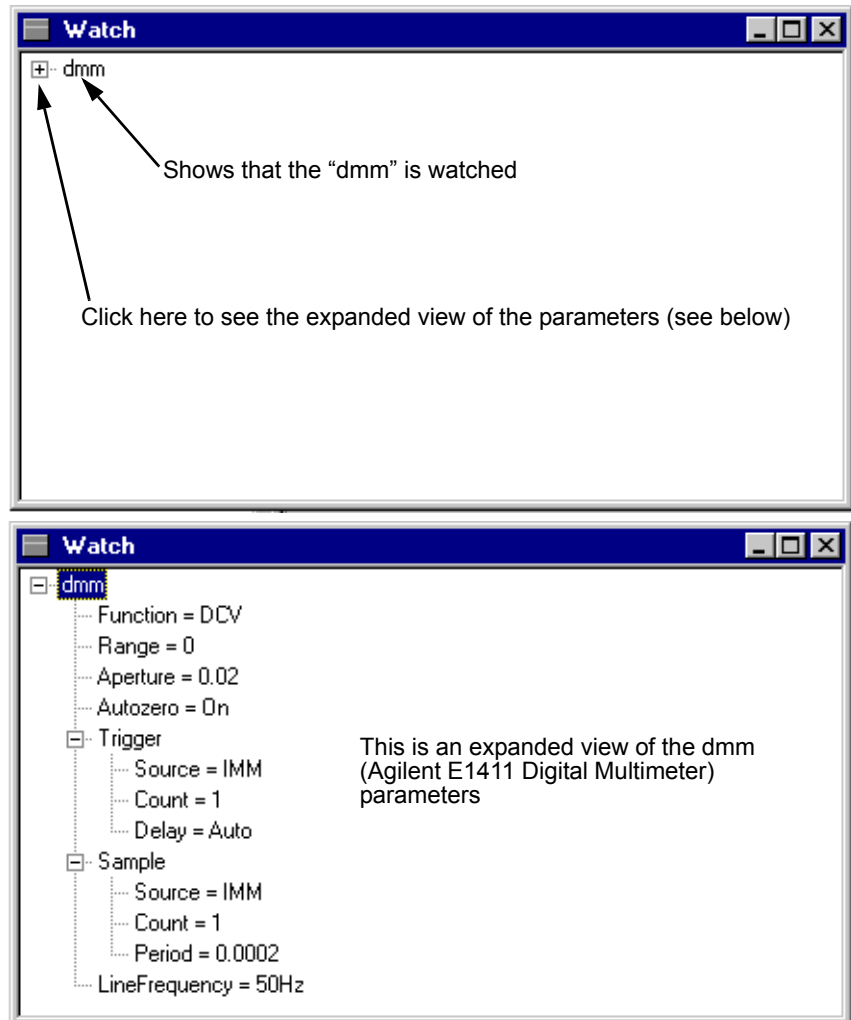 Watch
dmm
Shows that the “dmm” is watched
Click here to see the expanded view of the parameters (see below)
Watch
dmm
Function = DCV
Range = 0
Aperture = 0.02
Autozero = On
Trigger
Source = IMM
Count = 1
Delay = Auto
Sample
Source = IMM
Count = 1
Period = 0.0002
LineFrequency = 50Hz
This is an expanded view of the dmm
(Agilent E1411 Digital Multimeter)
parameters